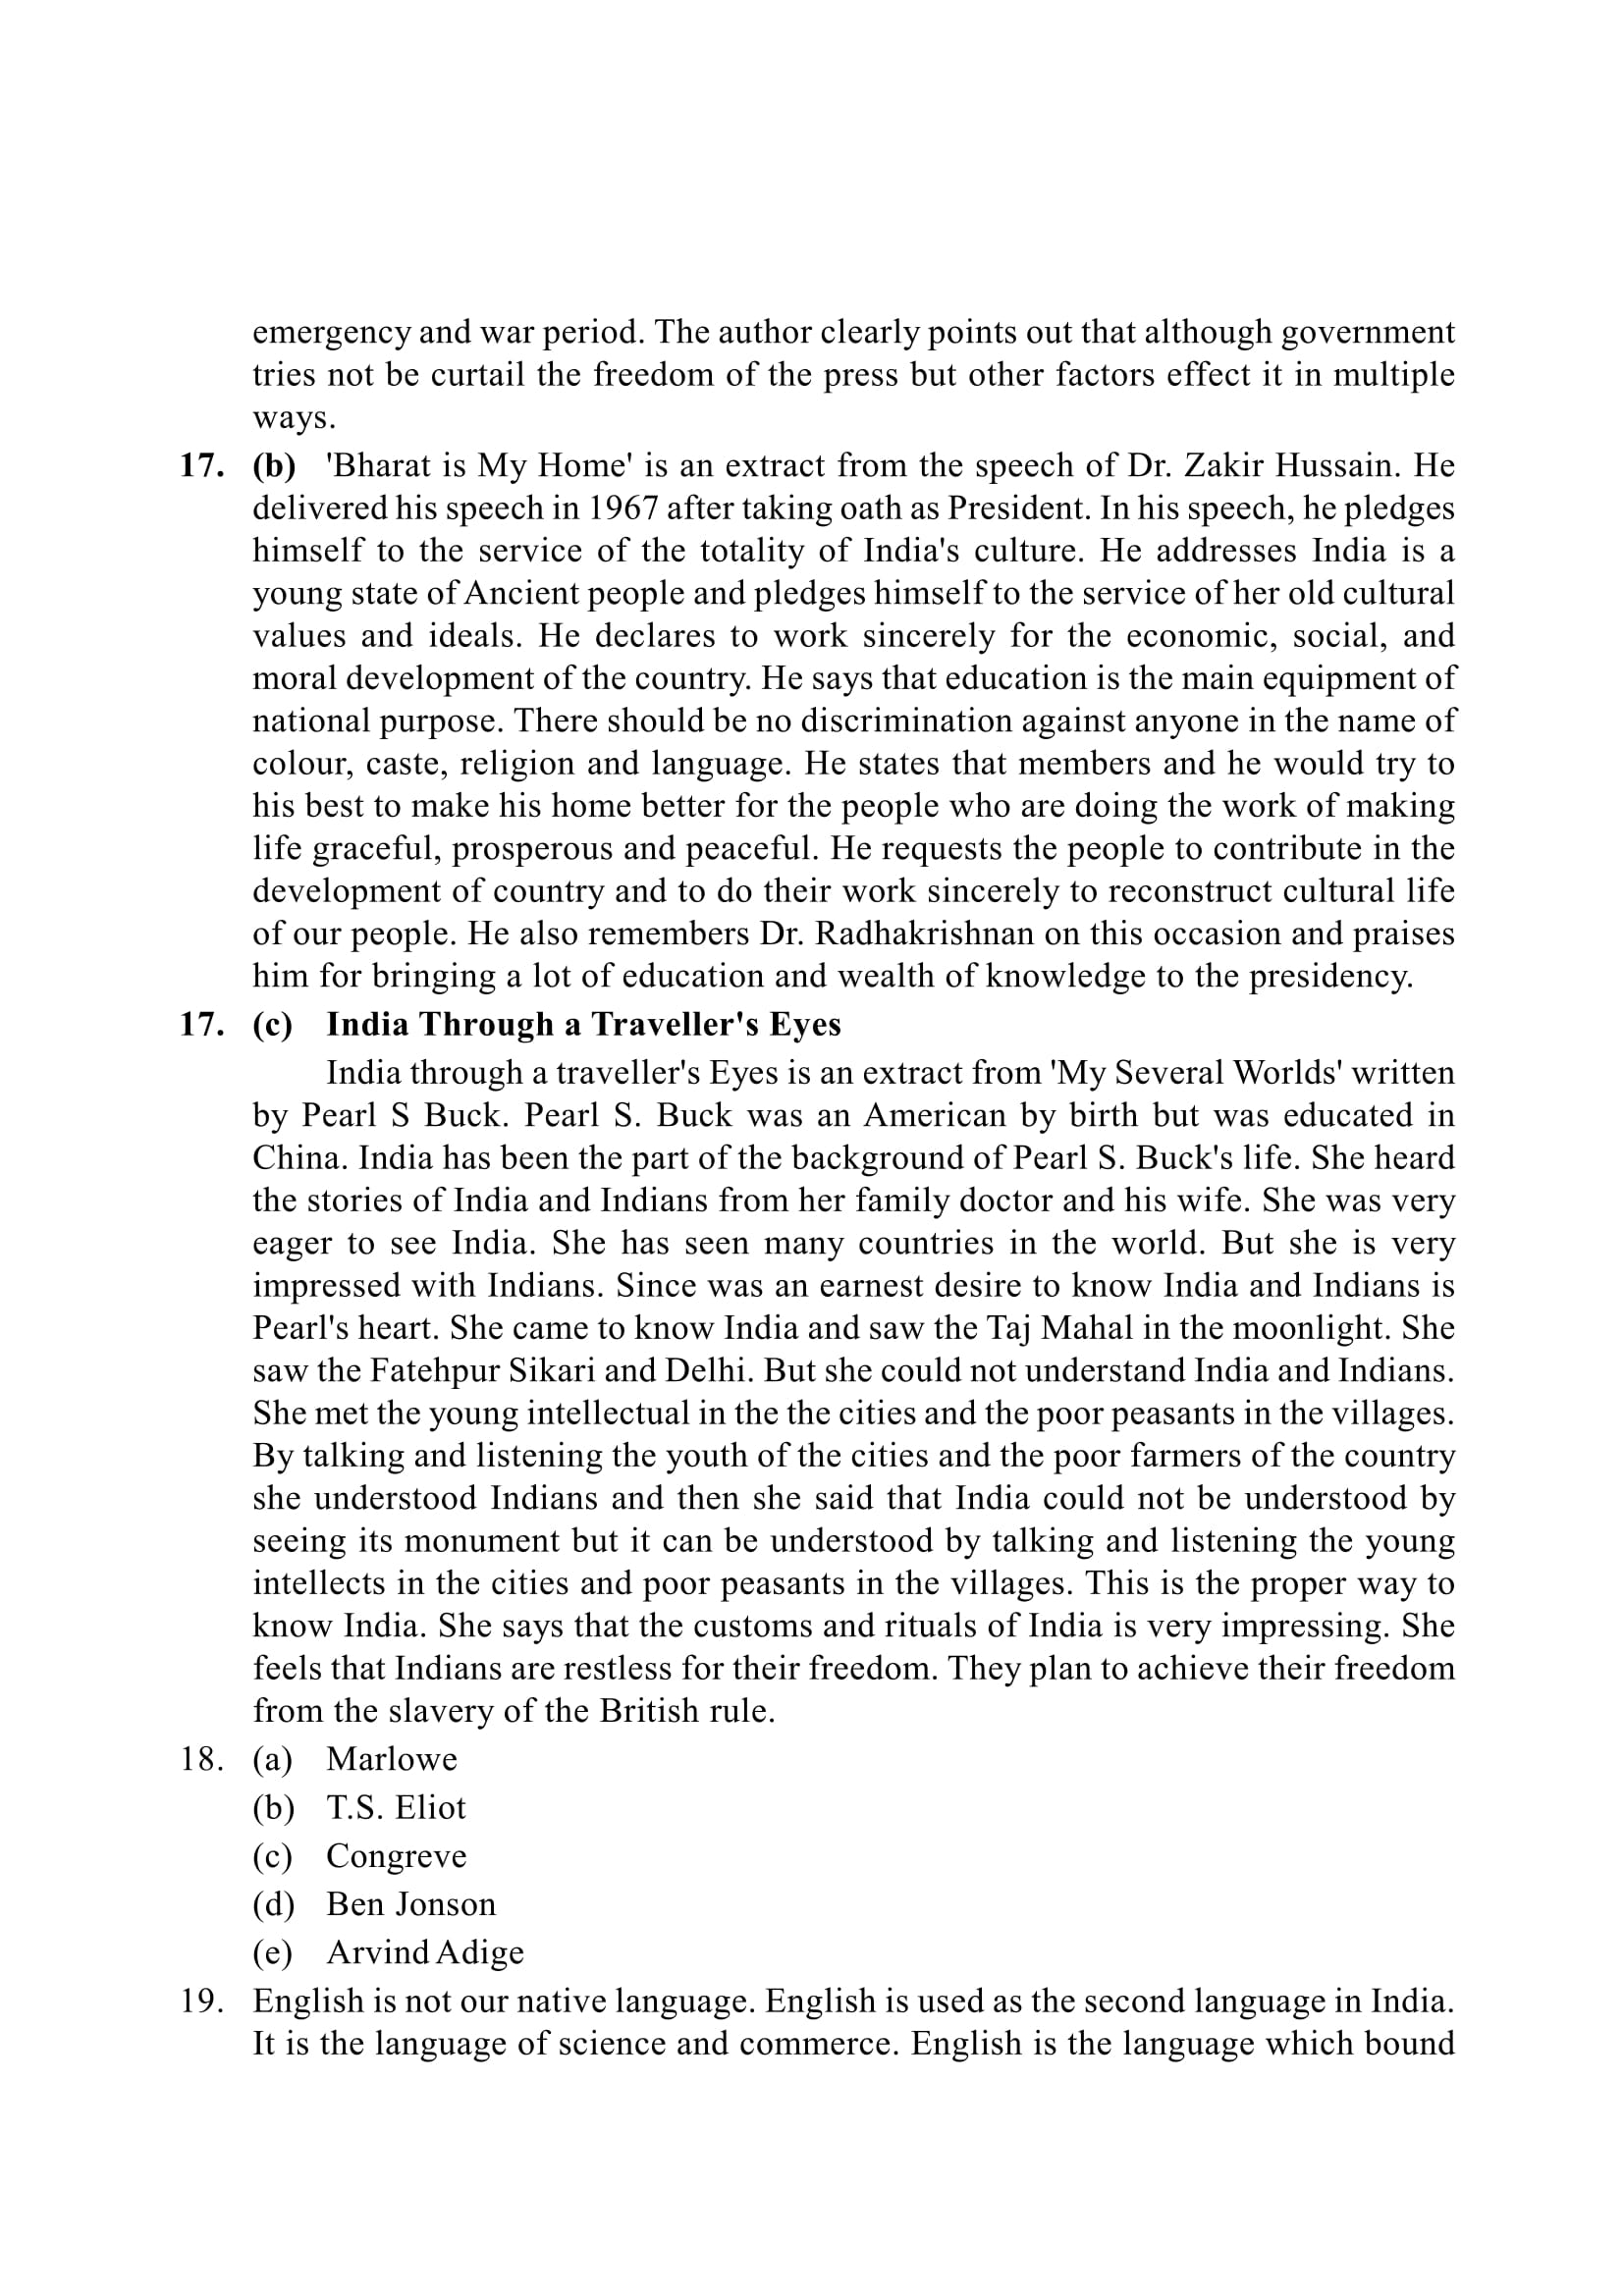 emergency and war period. The author clearly points out that although government
tries not be curtail the freedom of the press but other factors effect it in multiple
ways.
17. (b) 'Bharat is My Home' is an extract from the speech of Dr. Zakir Hussain. He
delivered his speech in 1967 after taking oath as President. In his speech, he pledges
himself to the service of the totality of India's culture. He addresses India is a
young state of Ancient people and pledges himself to the service of her old cultural
values and ideals. He declares to work sincerely for the economic, social, and
moral development of the country. He says that education is the main equipment of
national purpose. There should be no discrimination against anyone in the name of
colour, caste, religion and language. He states that members and he would try to
his best to make his home better for the people who are doing the work of making
life graceful, prosperous and peaceful. He requests the people to contribute in the
development of country and to do their work sincerely to reconstruct cultural life
of our people. He also remembers Dr. Radhakrishnan on this occasion and praises
him for bringing a lot of education and wealth of knowledge to the presidency.
17. (c) India Through a Traveller's Eyes
India through a traveller's Eyes is an extract from 'My Several Worlds' written
by Pearl S Buck. Pearl S. Buck was an American by birth but was educated in
China. India has been the part of the background of Pearl S. Buck's life. She heard
the stories of India and Indians from her family doctor and his wife. She was very
eager to see India. She has seen many countries in the world. But she is very
impressed with Indians. Since was an earnest desire to know India and Indians is
Pearl's heart. She came to know India and saw the Taj Mahal in the moonlight. She
saw the Fatehpur Sikari and Delhi. But she could not understand India and Indians.
She met the young intellectual in the the cities and the poor peasants in the villages.
By talking and listening the youth of the cities and the poor farmers of the country
she understood Indians and then she said that India could not be understood by
seeing its monument but it can be understood by talking and listening the young
intellects in the cities and poor peasants in the villages. This is the proper way to
know India. She says that the customs and rituals of India is very impressing. She
feels that Indians are restless for their freedom. They plan to achieve their freedom
from the slavery of the British rule.
18. (a) Marlowe
(b) T.S. Eliot
(c) Congreve
(d) Ben Jonson
(e) Arvind Adige
19. English is not our native language. English is used as the second language in India.
It is the language of science and commerce. English is the language which bound